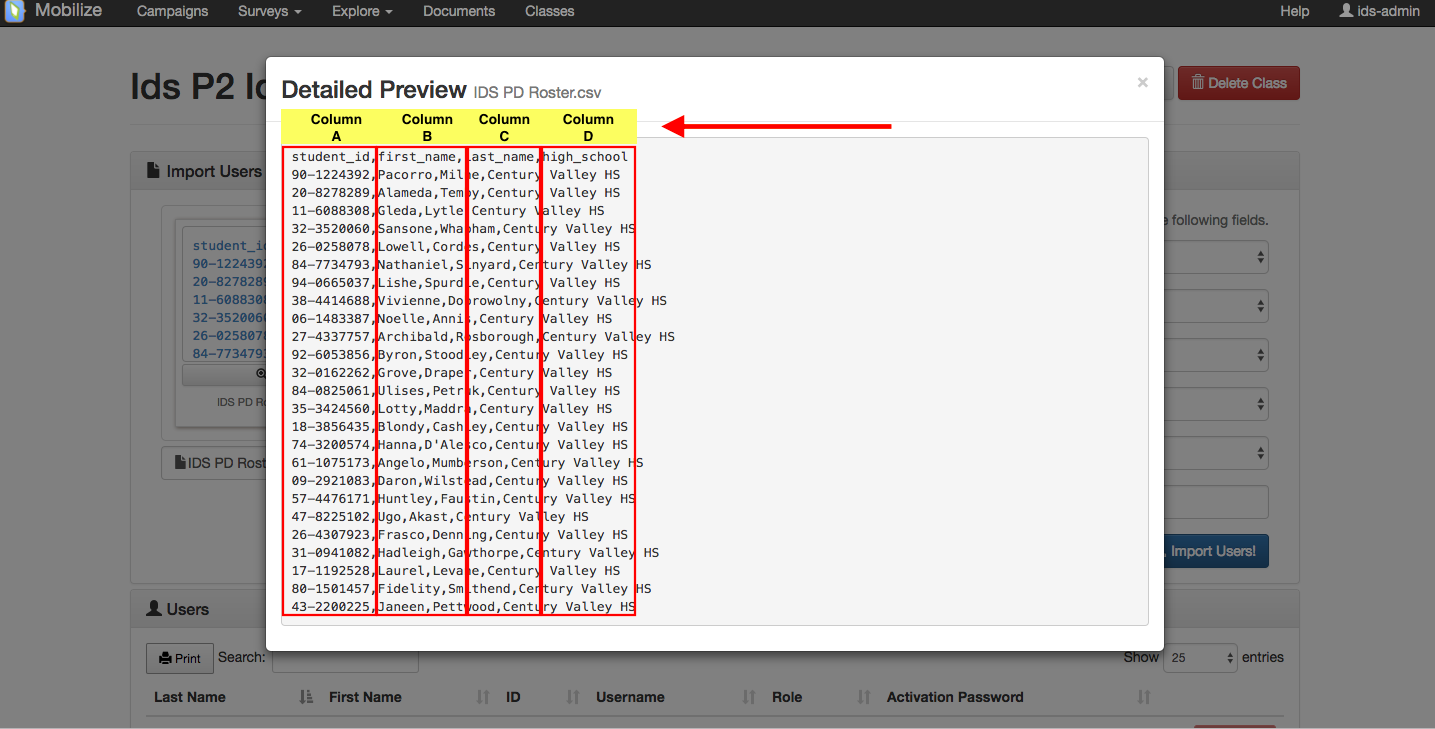 Mobilize Campaigns Surveys Explore Documents Classes Help ids-admin
Ids P2
Delete Class
Detailed Preview IDS PD Roster.csv
×
Column A Column B Column C Column D
student_id,first_name,last_name,high_school
90-1224392,Pacorro,Milne,Century Valley HS
20-8278289,Alameda,Temby,Century Valley HS
11-6088308,Gleda,Lytle,Century Valley HS
32-3520060,Sansone,Whapham,Century Valley HS
26-0258078,Lowell,Cordes,Century Valley HS
84-7734793,Nathaniel,Sinyard,Century Valley HS
94-0665037,Lishe,Spurdle,Century Valley HS
38-4414688,Vivienne,Dobrowolny,Century Valley HS
06-1483387,Noelle,Annis,Century Valley HS
27-4337757,Archibald,Rosborough,Century Valley HS
92-6053856,Byron,Stoodley,Century Valley HS
32-0162262,Grove,Draper,Century Valley HS
84-0825061,Ulises,Petruk,Century Valley HS
35-3424560,Lotty,Maddra,Century Valley HS
18-3856435,Blondy,Cashley,Century Valley HS
74-3200574,Hanna,D'Alesco,Century Valley HS
61-1075173,Angelo,Mumberson,Century Valley HS
09-2921083,Daron,Wilstead,Century Valley HS
57-4476171,Huntley,Faustin,Century Valley HS
47-8225102,Ugo,Akast,Century Valley HS
26-4307923,Frasco,Denning,Century Valley HS
31-0941082,Hadleigh,Gawthorpe,Century Valley HS
17-1192528,Laurel,Levane,Century Valley HS
80-1501457,Fidelity,Smithend,Century Valley HS
43-2200225,Janeen,Pettwood,Century Valley HS
Import Users
student_id
90-122439
20-827828
11-608830
32-352006
26-025807
84-773479
IDS PD Ro
IDS PD Rost
following fields.
Import Users!
Users
Print Search: Show 25 entries
Last Name First Name ID Username Role Activation Password